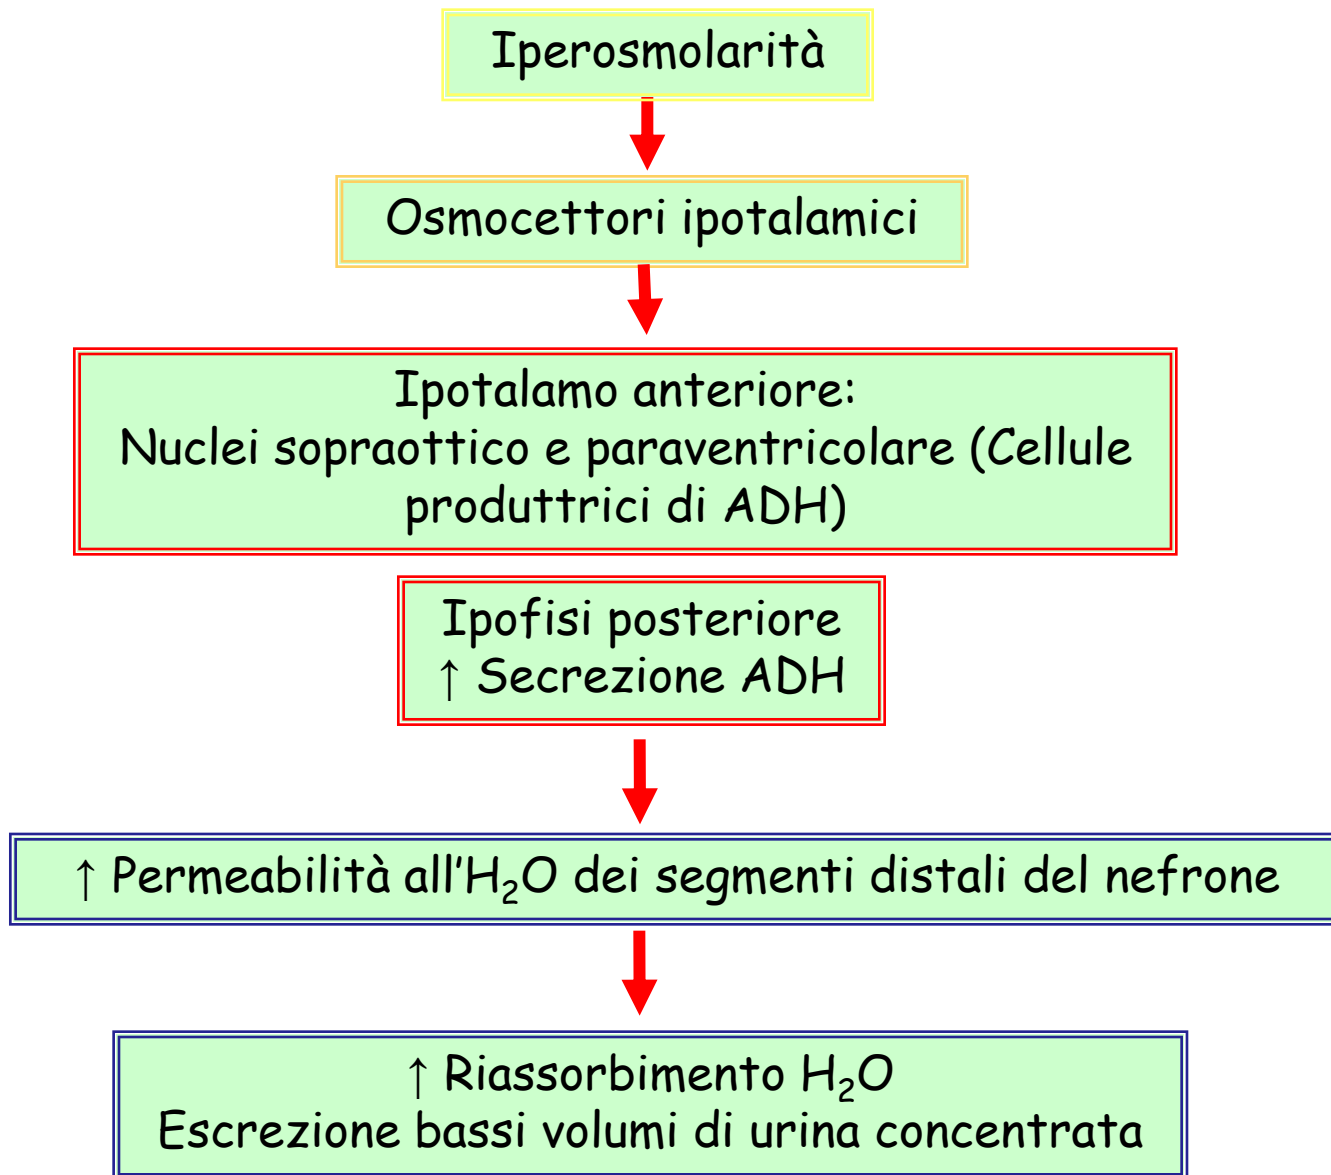 Iperosmolarità
Osmocettori ipotalamici
Ipotalamo anteriore:
Nuclei sopraottico e paraventricolare (Cellule
produttrici di ADH)
Ipofisi posteriore
↑ Secrezione ADH
↑ Permeabilità all'H₂O dei segmenti distali del nefrone
↑ Riassorbimento H₂O
Escrezione bassi volumi di urina concentrata